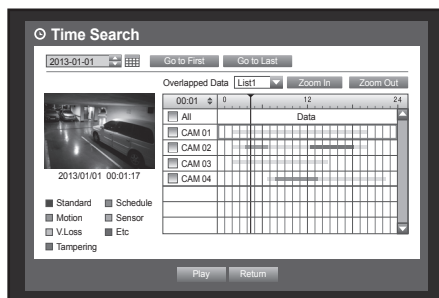 Time Search
2013-01-01 Go to First Go to Last
Overlapped Data List1 Zoom In Zoom Out
00:01 0 12 24
All Data
CAM 01
CAM 02
CAM 03
CAM 04
2013/01/01 00:01:17
Standard Schedule
Motion Sensor
V.Loss Etc
Tampering
Play Return